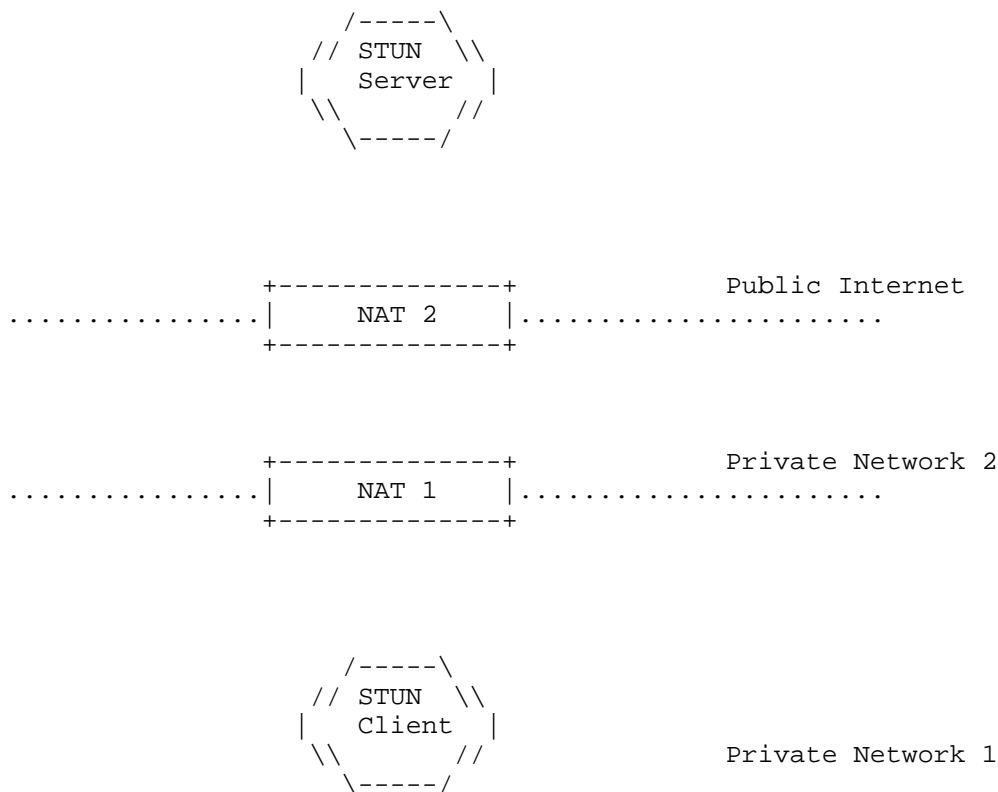 /-----\
// STUN \\
| Server |
\\ //
\-----/
+--------------+ Public Internet
................| NAT 2 |.......................
+--------------+
+--------------+ Private Network 2
................| NAT 1 |.......................
+--------------+
/-----\
// STUN \\
| Client |
\\ // Private Network 1
\-----/